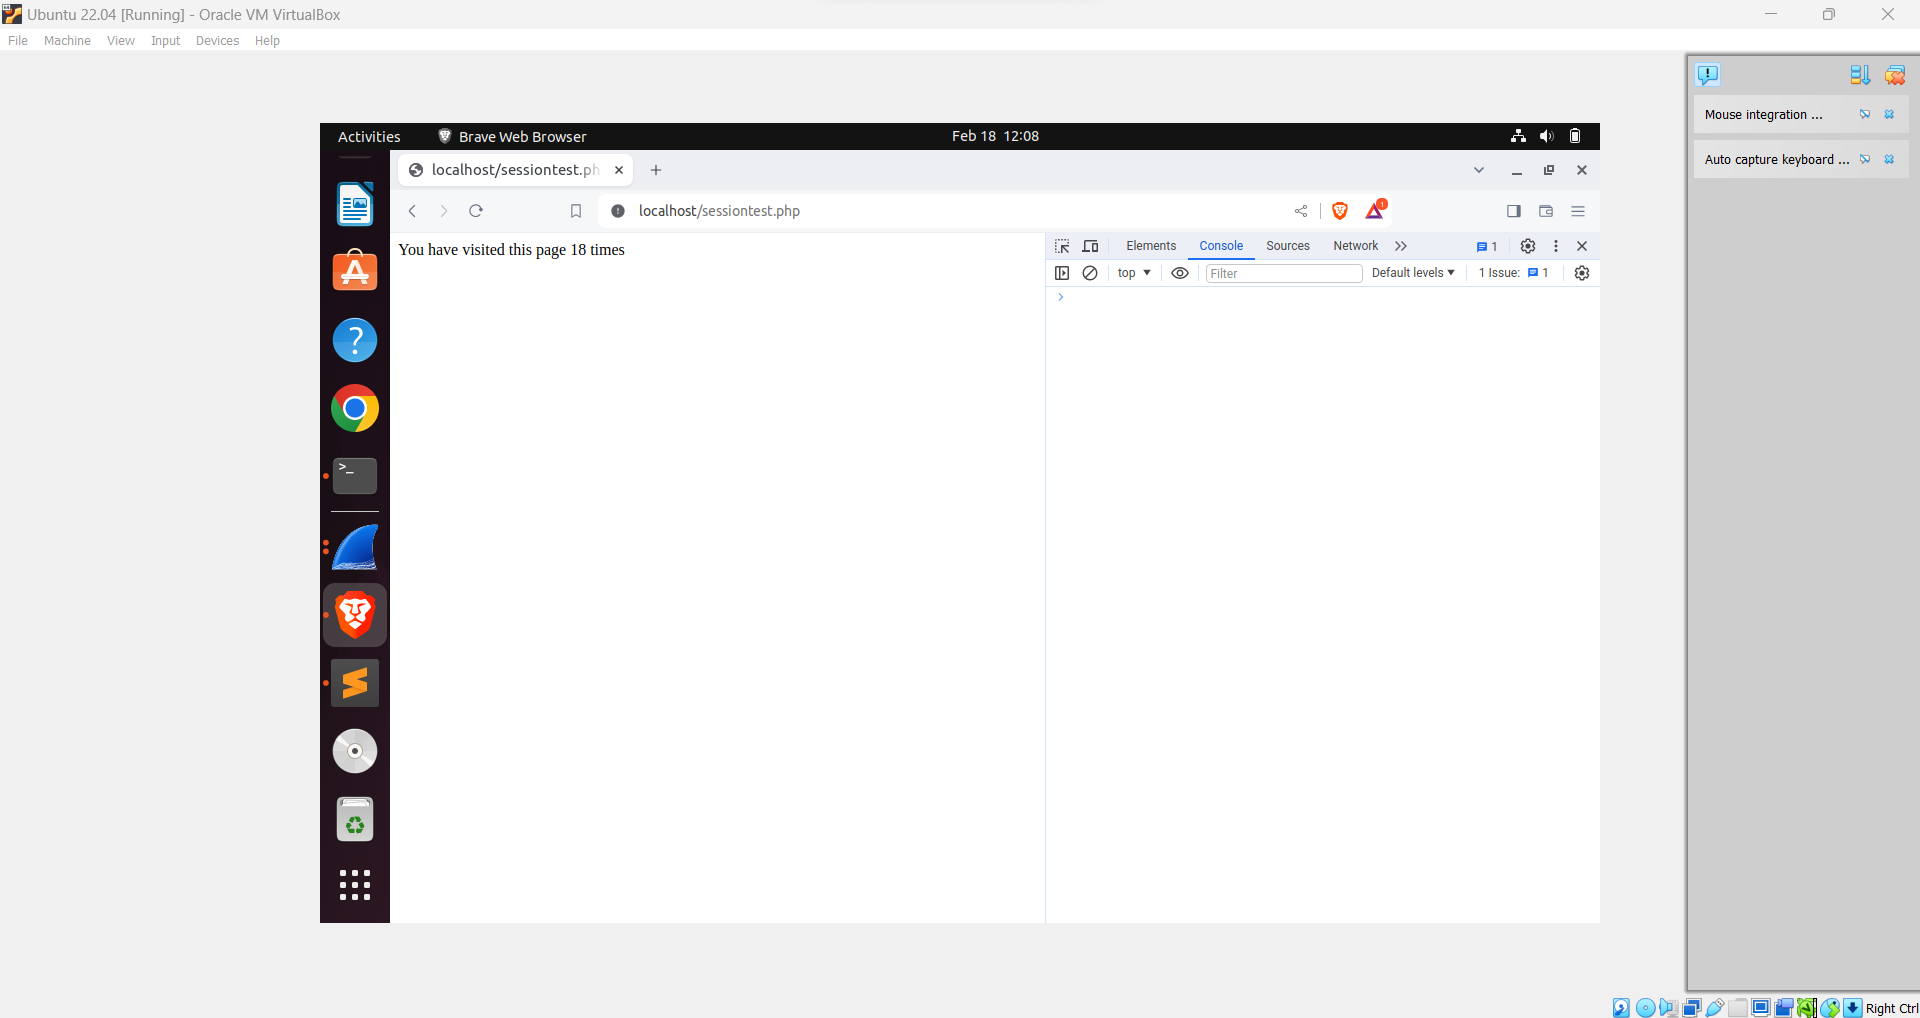 Ubuntu 22.04 [Running] - Oracle VM VirtualBox
File Machine View Input Devices Help
Mouse integration ...
Auto capture keyboard ...
Activities Brave Web Browser Feb 18 12:08
localhost/sessiontest.ph
localhost/sessiontest.php
1
You have visited this page 18 times
Elements Console Sources Network 1
top Filter Default levels 1 Issue: 1
Right Ctrl